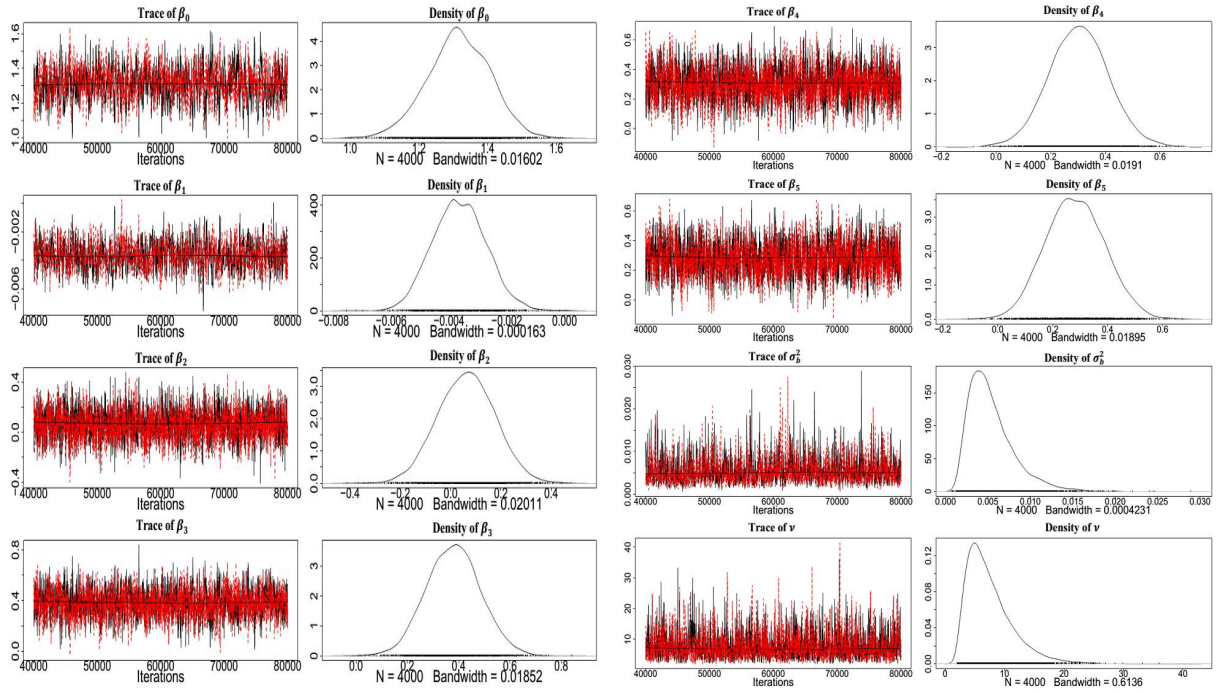 Trace of β₀
1.0 1.1 1.2 1.3 1.4 1.6
40000 50000 60000 70000 80000
Iterations
Density of β₀
0 1 2 3 4
1.0 1.2 1.4 1.6
N = 4000 Bandwidth = 0.01602
Trace of β₁
−0.006 −0.002
40000 50000 60000 70000 80000
Iterations
Density of β₁
0 200 400
−0.008 −0.006 −0.004 −0.002 0.000
N = 4000 Bandwidth = 0.000163
Trace of β₂
−0.4 0.0 0.4
40000 50000 60000 70000 80000
Iterations
Density of β₂
0.0 1.0 2.0 3.0
−0.4 −0.2 0.0 0.2 0.4
N = 4000 Bandwidth = 0.02011
Trace of β₃
0.0 0.4 0.8
40000 50000 60000 70000 80000
Iterations
Density of β₃
0 1 2 3
0.0 0.2 0.4 0.6 0.8
N = 4000 Bandwidth = 0.01852
Trace of β₄
0.0 0.2 0.4 0.6
40000 50000 60000 70000 80000
Iterations
Density of β₄
0 1 2 3
−0.2 0.0 0.2 0.4 0.6
N = 4000 Bandwidth = 0.0191
Trace of β₅
0.0 0.2 0.4 0.6
40000 50000 60000 70000 80000
Iterations
Density of β₅
0.0 1.0 2.0 3.0
−0.2 0.0 0.2 0.4 0.6
N = 4000 Bandwidth = 0.01895
Trace of σ_b²
0.000 0.005 0.010 0.020 0.030
40000 50000 60000 70000 80000
Iterations
Density of σ_b²
0 50 100 150
0.000 0.005 0.010 0.015 0.020 0.025 0.030
N = 4000 Bandwidth = 0.0004231
Trace of ν
10 20 30 40
40000 50000 60000 70000 80000
Iterations
Density of ν
0.00 0.04 0.08 0.12
0 10 20 30 40
N = 4000 Bandwidth = 0.6136